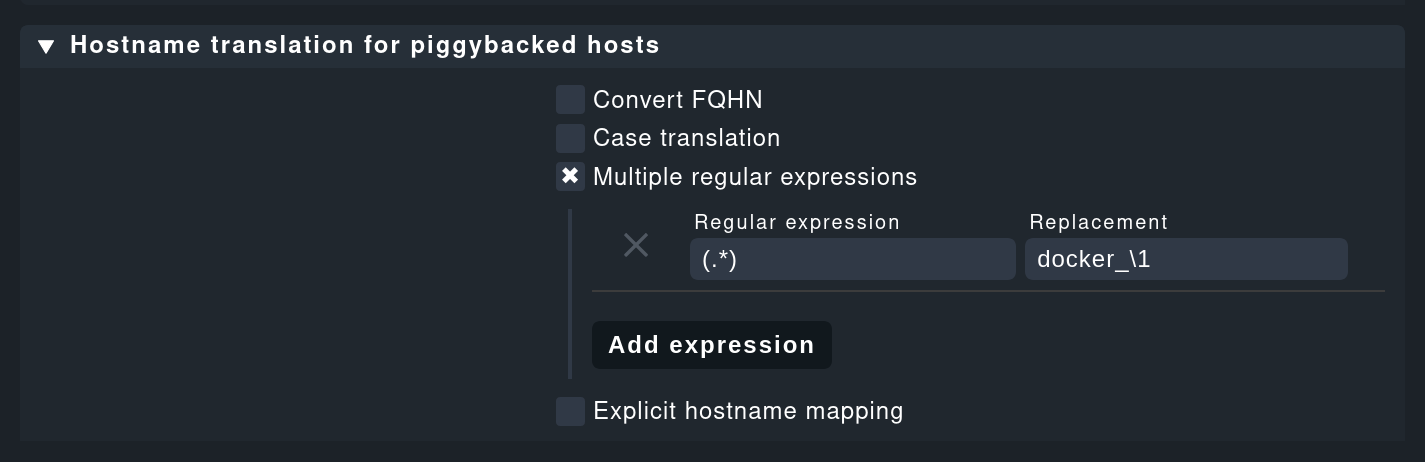 Hostname translation for piggybacked hosts
Convert FQHN
Case translation
Multiple regular expressions
Regular expression Replacement
(.*) docker_\1
Add expression
Explicit hostname mapping